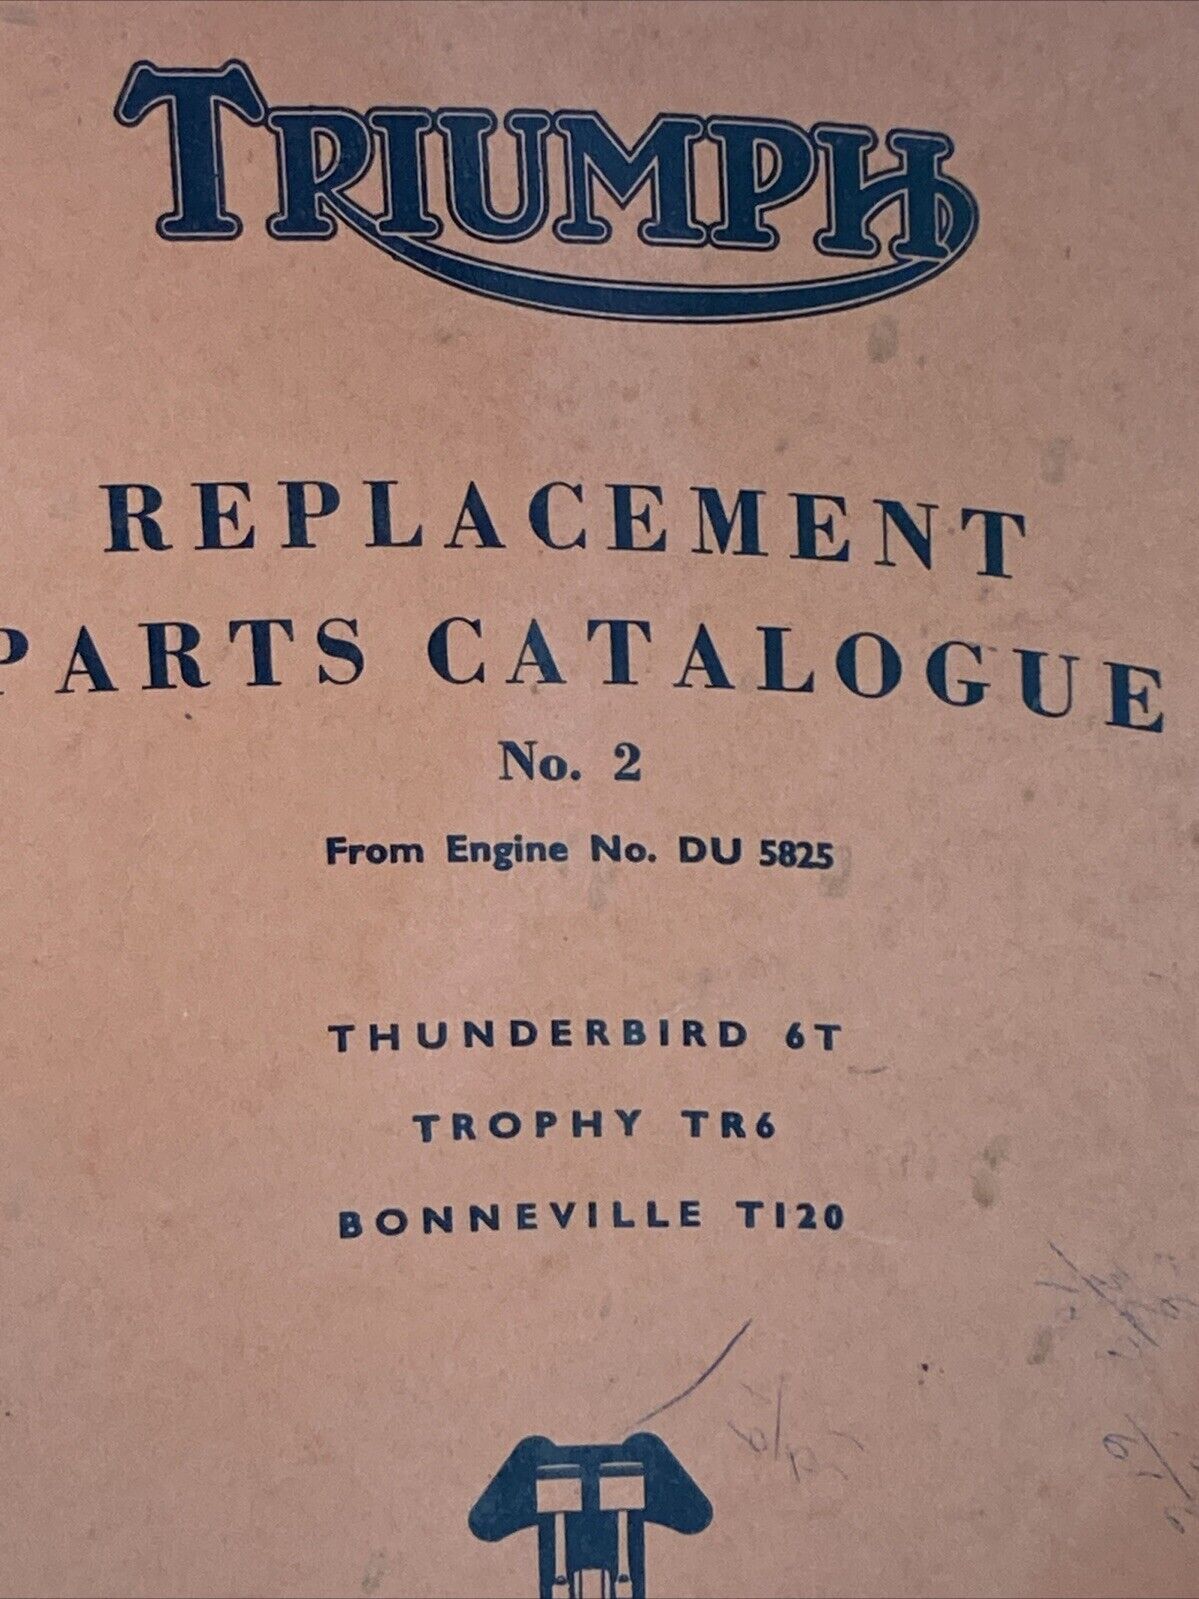 TRIUMPH
REPLACEMENT
PARTS CATALOGUE
No. 2
From Engine No. DU 5825
THUNDERBIRD 6T
TROPHY TR6
BONNEVILLE T120